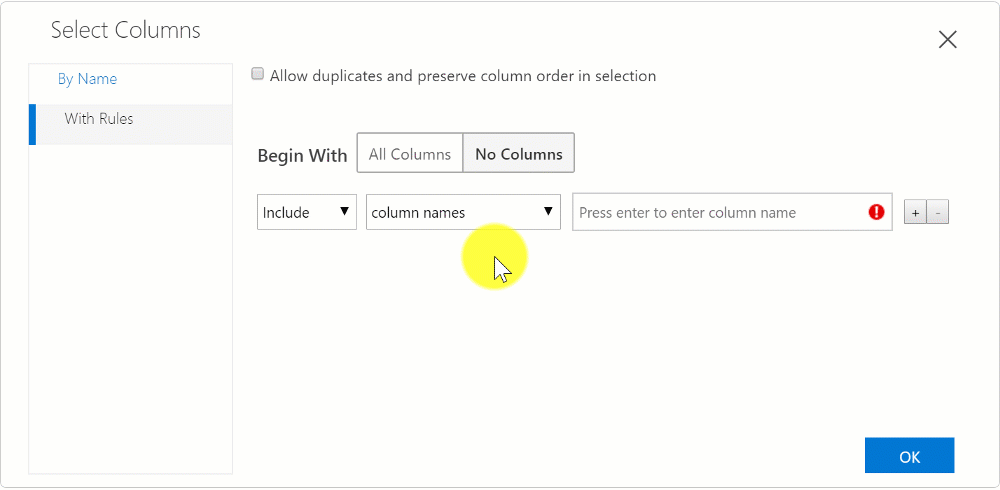 Select Columns
By Name
With Rules
Allow duplicates and preserve column order in selection
Begin With All Columns No Columns
Include column names Press enter to enter column name + -
OK